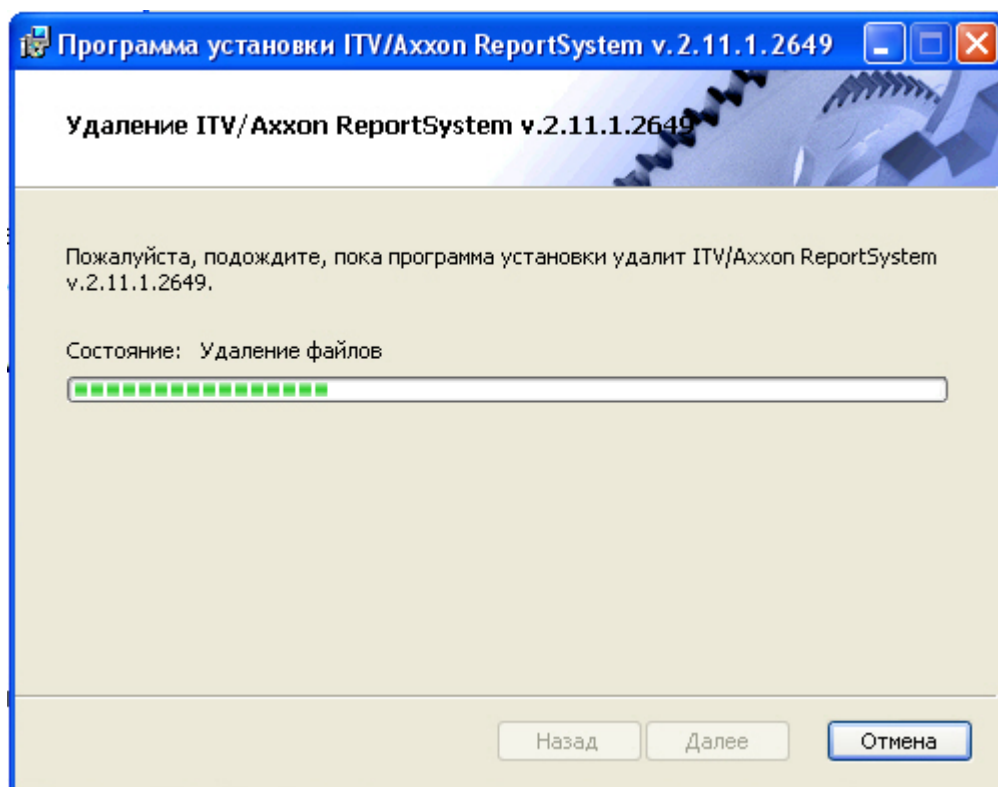 Программа установки ITV/Axxon ReportSystem v.2.11.1.2649
Удаление ITV/Axxon ReportSystem v.2.11.1.2649
Пожалуйста, подождите, пока программа установки удалит ITV/Axxon ReportSystem
v.2.11.1.2649.
Состояние: Удаление файлов
Назад Далее Отмена